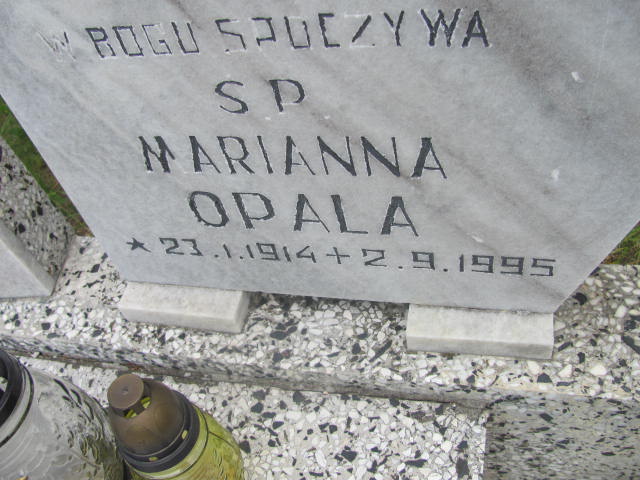 W BOGU SPOCZYWA
SP
MARIANNA
OPALA
* 23.1.1914 + 2.9.1995